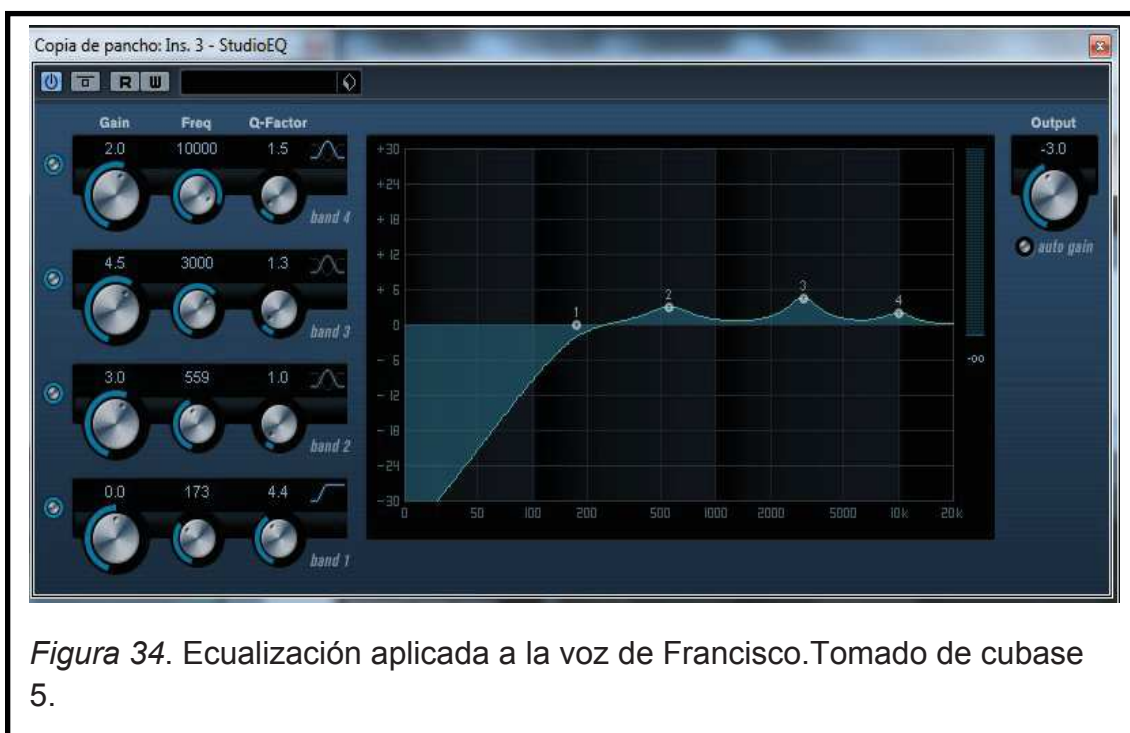 Copia de pancho: Ins. 3 - StudioEQ
R W
Gain Freq Q-Factor
2.0 10000 1.5
band 4
4.5 3000 1.3
band 3
3.0 559 1.0
band 2
0.0 173 4.4
band 1
+30
+24
+ 18
+ 12
+ 6
0
- 6
- 12
- 18
-24
-30
1 2 3 4
0 50 100 200 500 1000 2000 5000 10k 20k
-oo
Output
-3.0
auto gain
Figura 34. Ecualización aplicada a la voz de Francisco.Tomado de cubase
5.